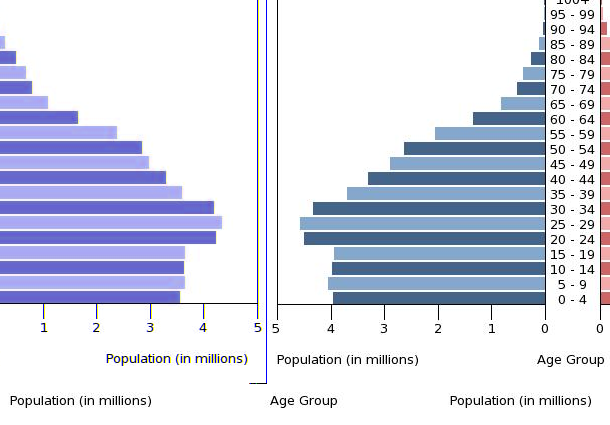 100+
95 - 99
90 - 94
85 - 89
80 - 84
75 - 79
70 - 74
65 - 69
60 - 64
55 - 59
50 - 54
45 - 49
40 - 44
35 - 39
30 - 34
25 - 29
20 - 24
15 - 19
10 - 14
5 - 9
0 - 4
1 2 3 4 5 5 4 3 2 1 0 0
Population (in millions) Population (in millions) Age Group
Population (in millions) Age Group Population (in millions)